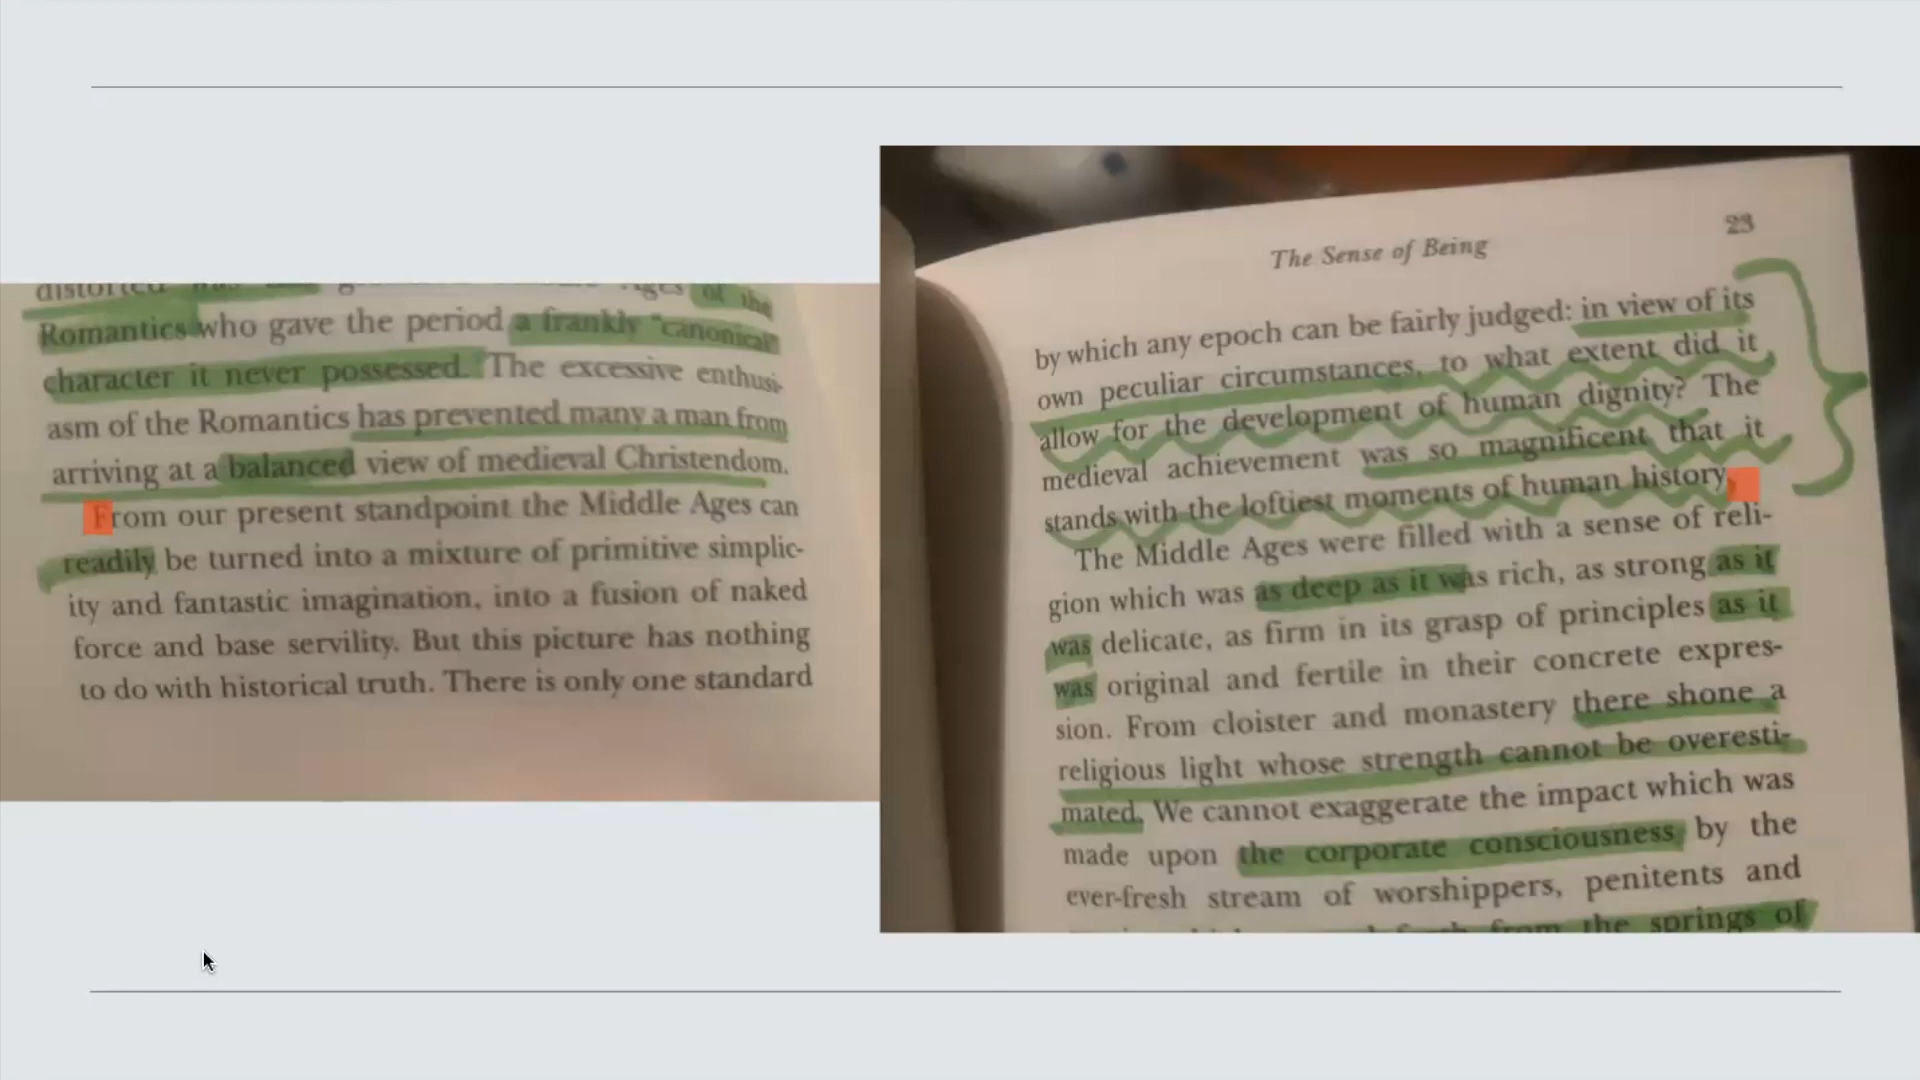 distorted was of the
Romantics who gave the period a frankly "canonical"
character it never possessed. The excessive enthusi-
asm of the Romantics has prevented many a man from
arriving at a balanced view of medieval Christendom.
From our present standpoint the Middle Ages can
readily be turned into a mixture of primitive simplic-
ity and fantastic imagination, into a fusion of naked
force and base servility. But this picture has nothing
to do with historical truth. There is only one standard
The Sense of Being 23
by which any epoch can be fairly judged: in view of its
own peculiar circumstances, to what extent did it
allow for the development of human dignity? The
medieval achievement was so magnificent that it
stands with the loftiest moments of human history.
The Middle Ages were filled with a sense of reli-
gion which was as deep as it was rich, as strong as it
was delicate, as firm in its grasp of principles as it
was original and fertile in their concrete expres-
sion. From cloister and monastery there shone a
religious light whose strength cannot be overesti-
mated. We cannot exaggerate the impact which was
made upon the corporate consciousness by the
ever-fresh stream of worshippers, penitents and
forth from the springs of